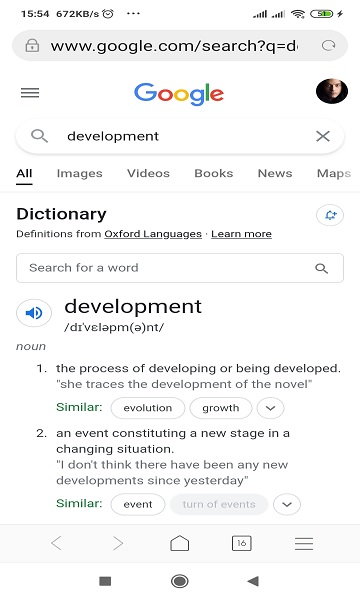 15:54 672KB/s ... 51
www.google.com/search?q=d
Google
development
All Images Videos Books News Maps
Dictionary
Definitions from Oxford Languages · Learn more
Search for a word
development
/dɪˈvɛləpm(ə)nt/
noun
1. the process of developing or being developed.
"she traces the development of the novel"
Similar: evolution growth
2. an event constituting a new stage in a
changing situation.
"I don't think there have been any new
developments since yesterday"
Similar: event turn of events
16